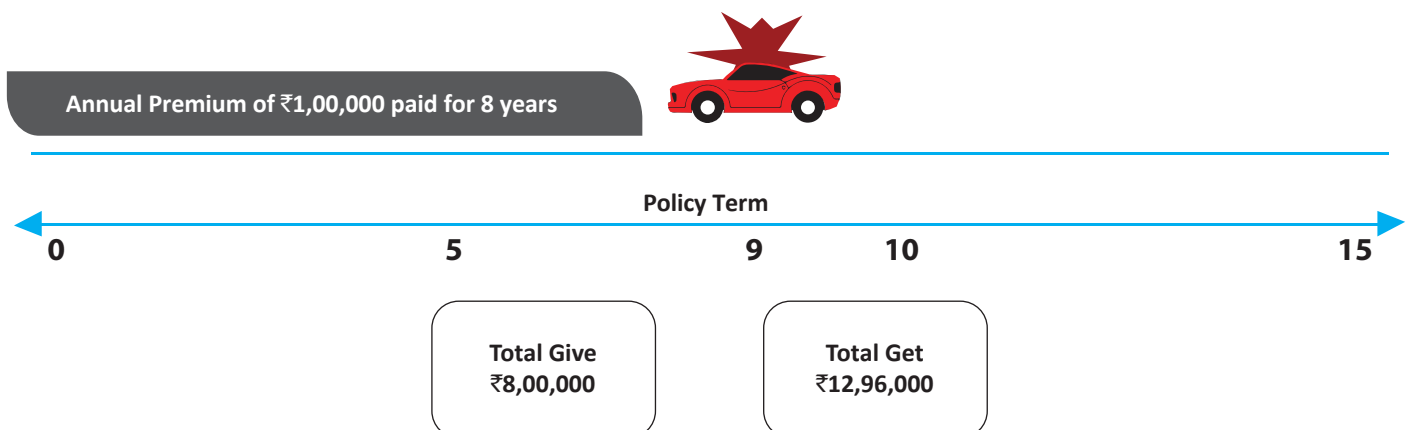 Annual Premium of ₹1,00,000 paid for 8 years
Policy Term
0 5 9 10 15
Total Give
₹8,00,000
Total Get
₹12,96,000